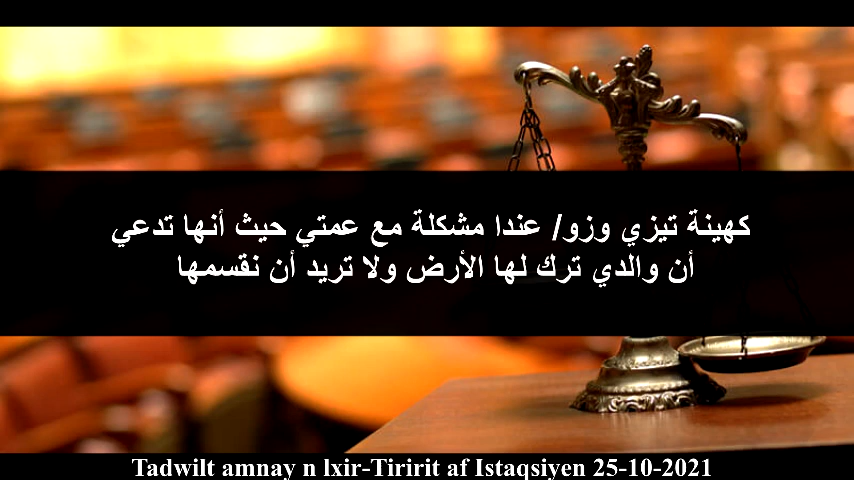 كهينة تيزي وزو/ عندا مشكلة مع عمتي حيث أنها تدعي
أن والدي ترك لها الأرض ولا تريد أن نقسمها
Tadwilt amnay n lxir-Tiririt af Istaqsiyen 25-10-2021